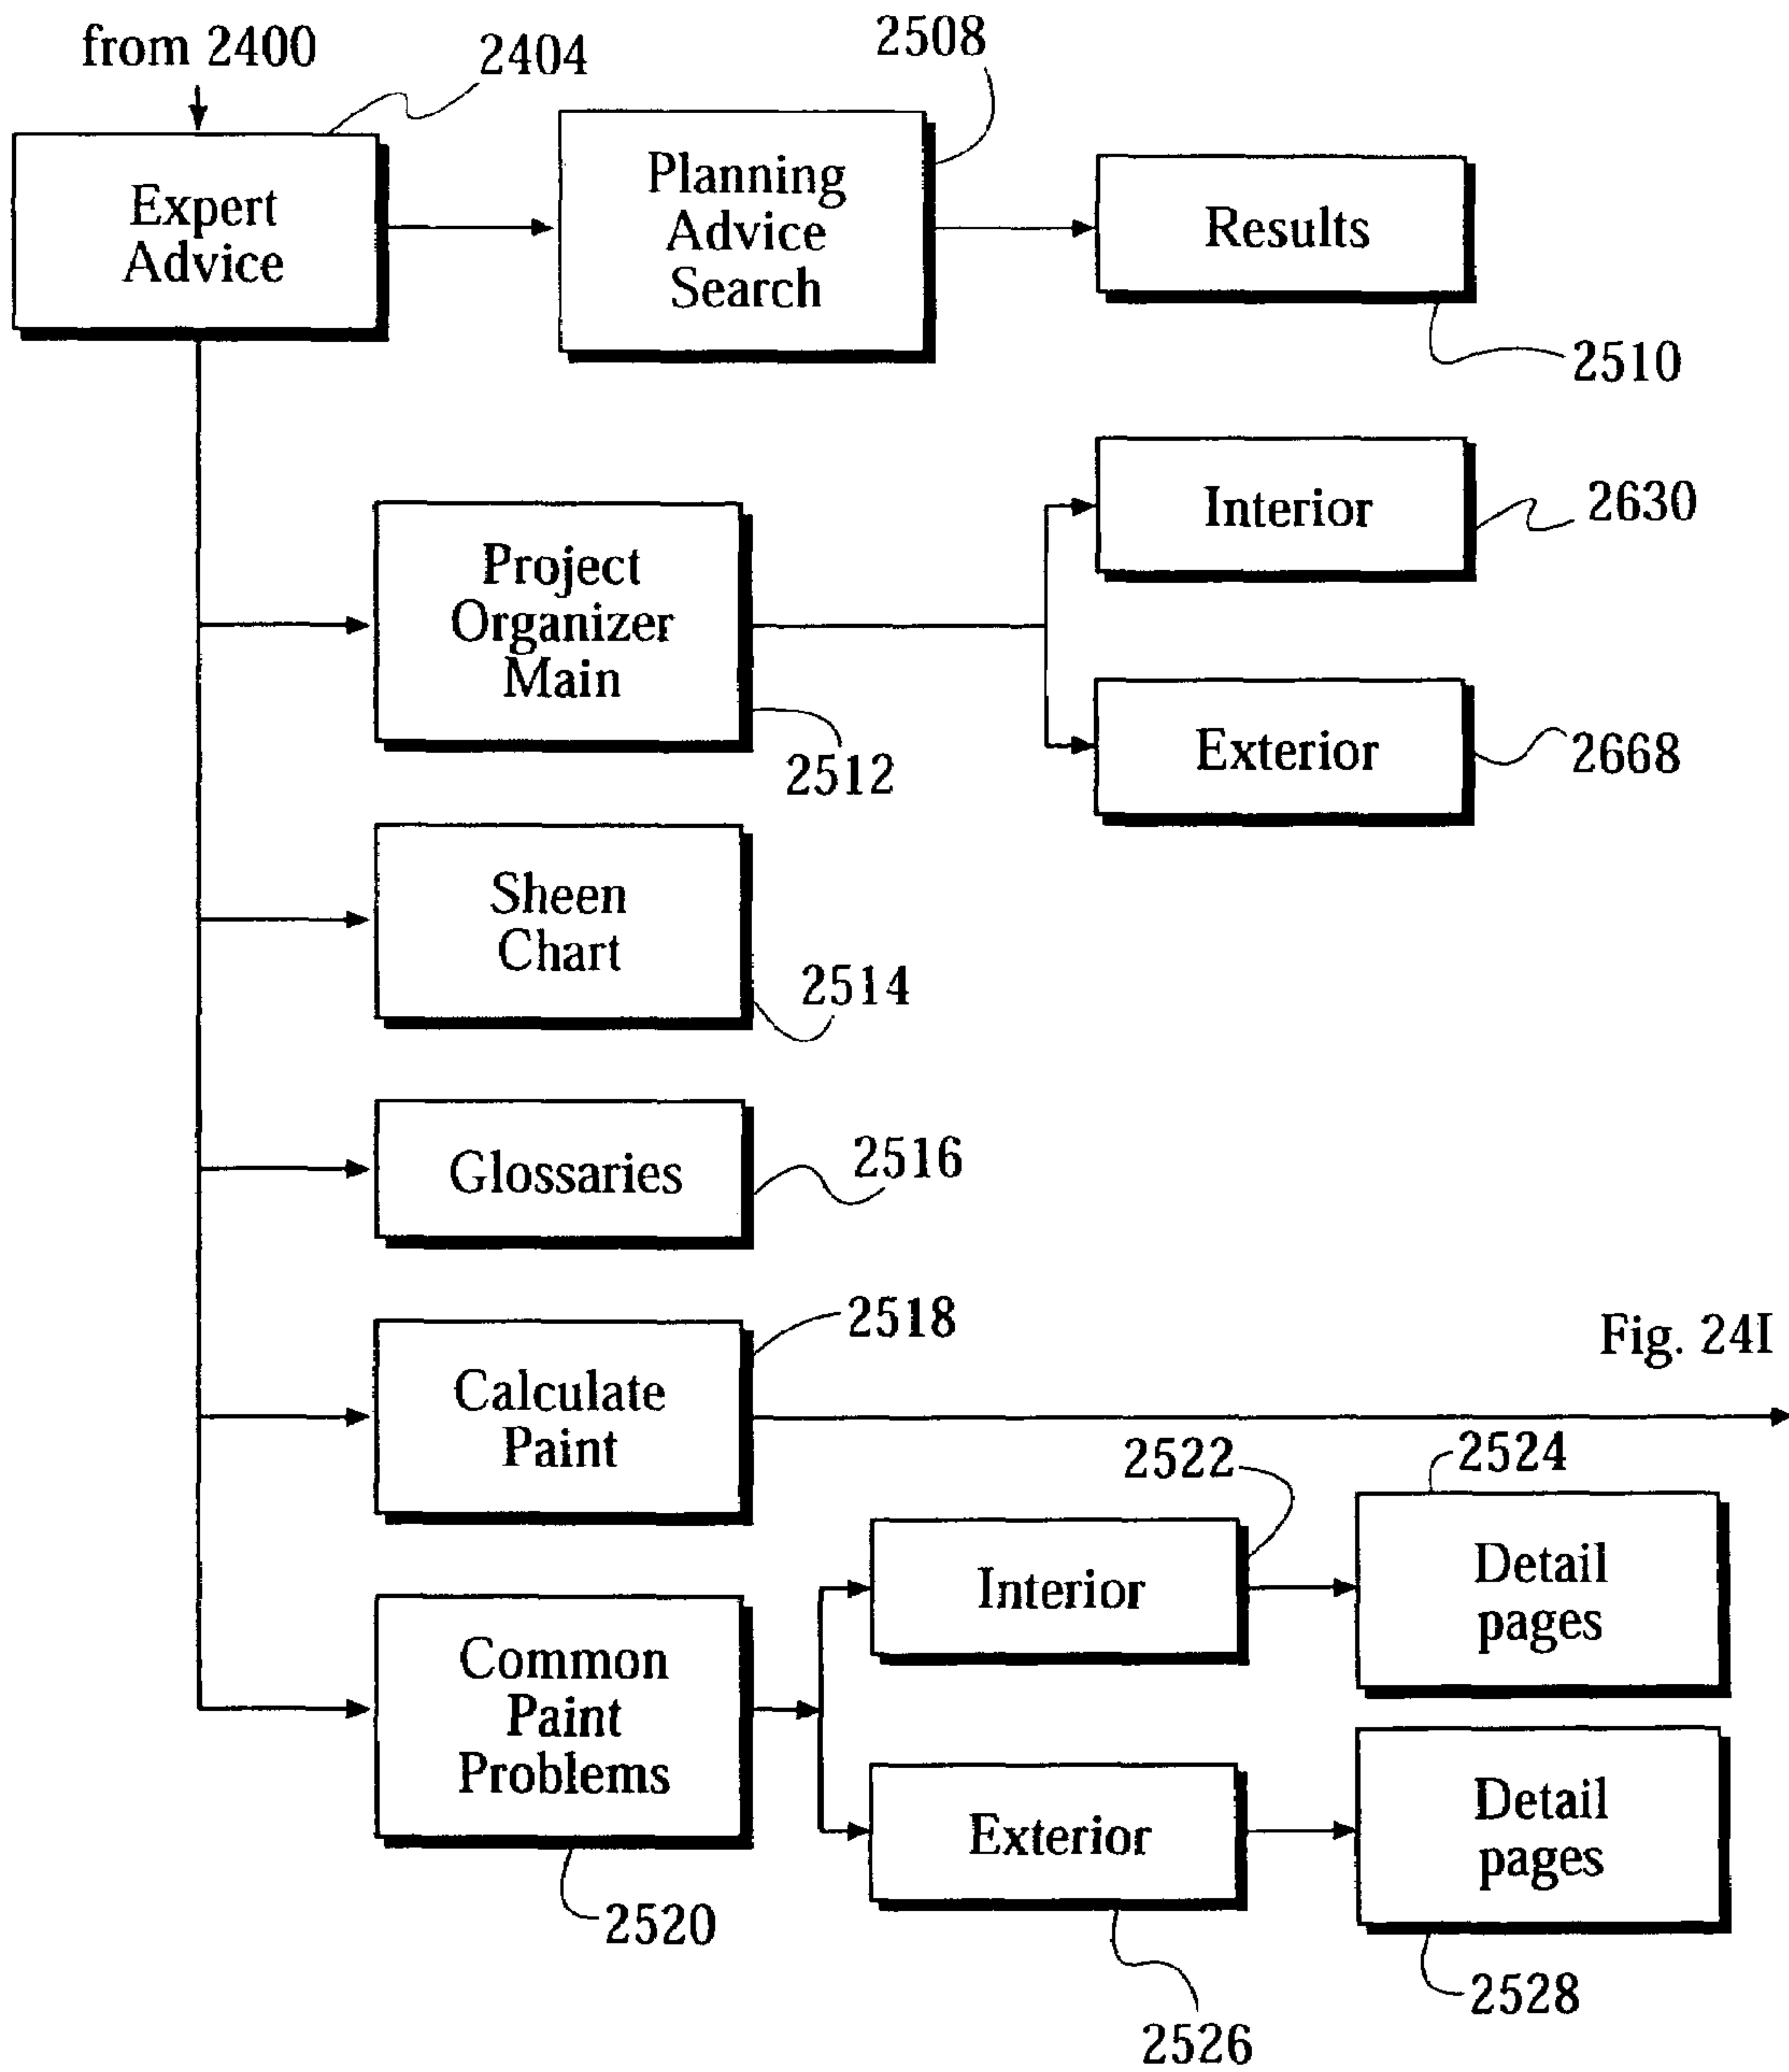 from 2400
2404
2508
Expert
Advice
Planning
Advice
Search
Results
2510
Project
Organizer
Main
2512
Interior
2630
Exterior
2668
Sheen
Chart
2514
Glossaries
2516
Calculate
Paint
2518
Fig. 24I
Common
Paint
Problems
2520
Interior
2522
Detail
pages
2524
Exterior
2526
Detail
pages
2528